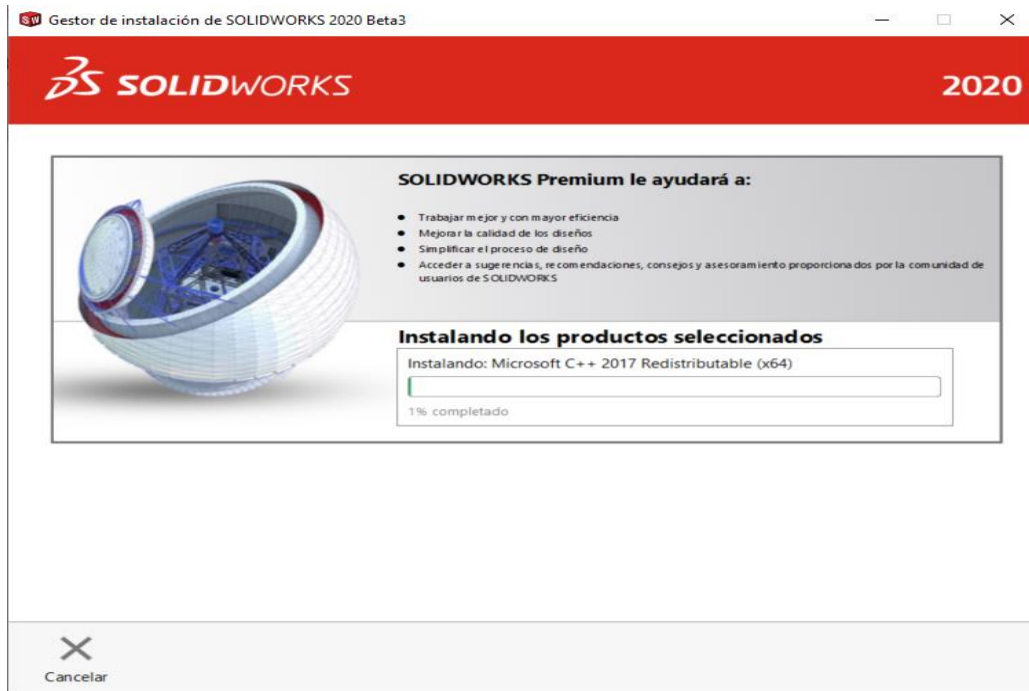 SW Gestor de instalación de SOLIDWORKS 2020 Beta3
3DS SOLIDWORKS 2020
SOLIDWORKS Premium le ayudará a:
• Trabajar mejor y con mayor eficiencia
• Mejorar la calidad de los diseños
• Simplificar el proceso de diseño
• Acceder a sugerencias, recomendaciones, consejos y asesoramiento proporcionados por la comunidad de
usuarios de SOLIDWORKS
Instalando los productos seleccionados
Instalando: Microsoft C++ 2017 Redistributable (x64)
1% completado
Cancelar